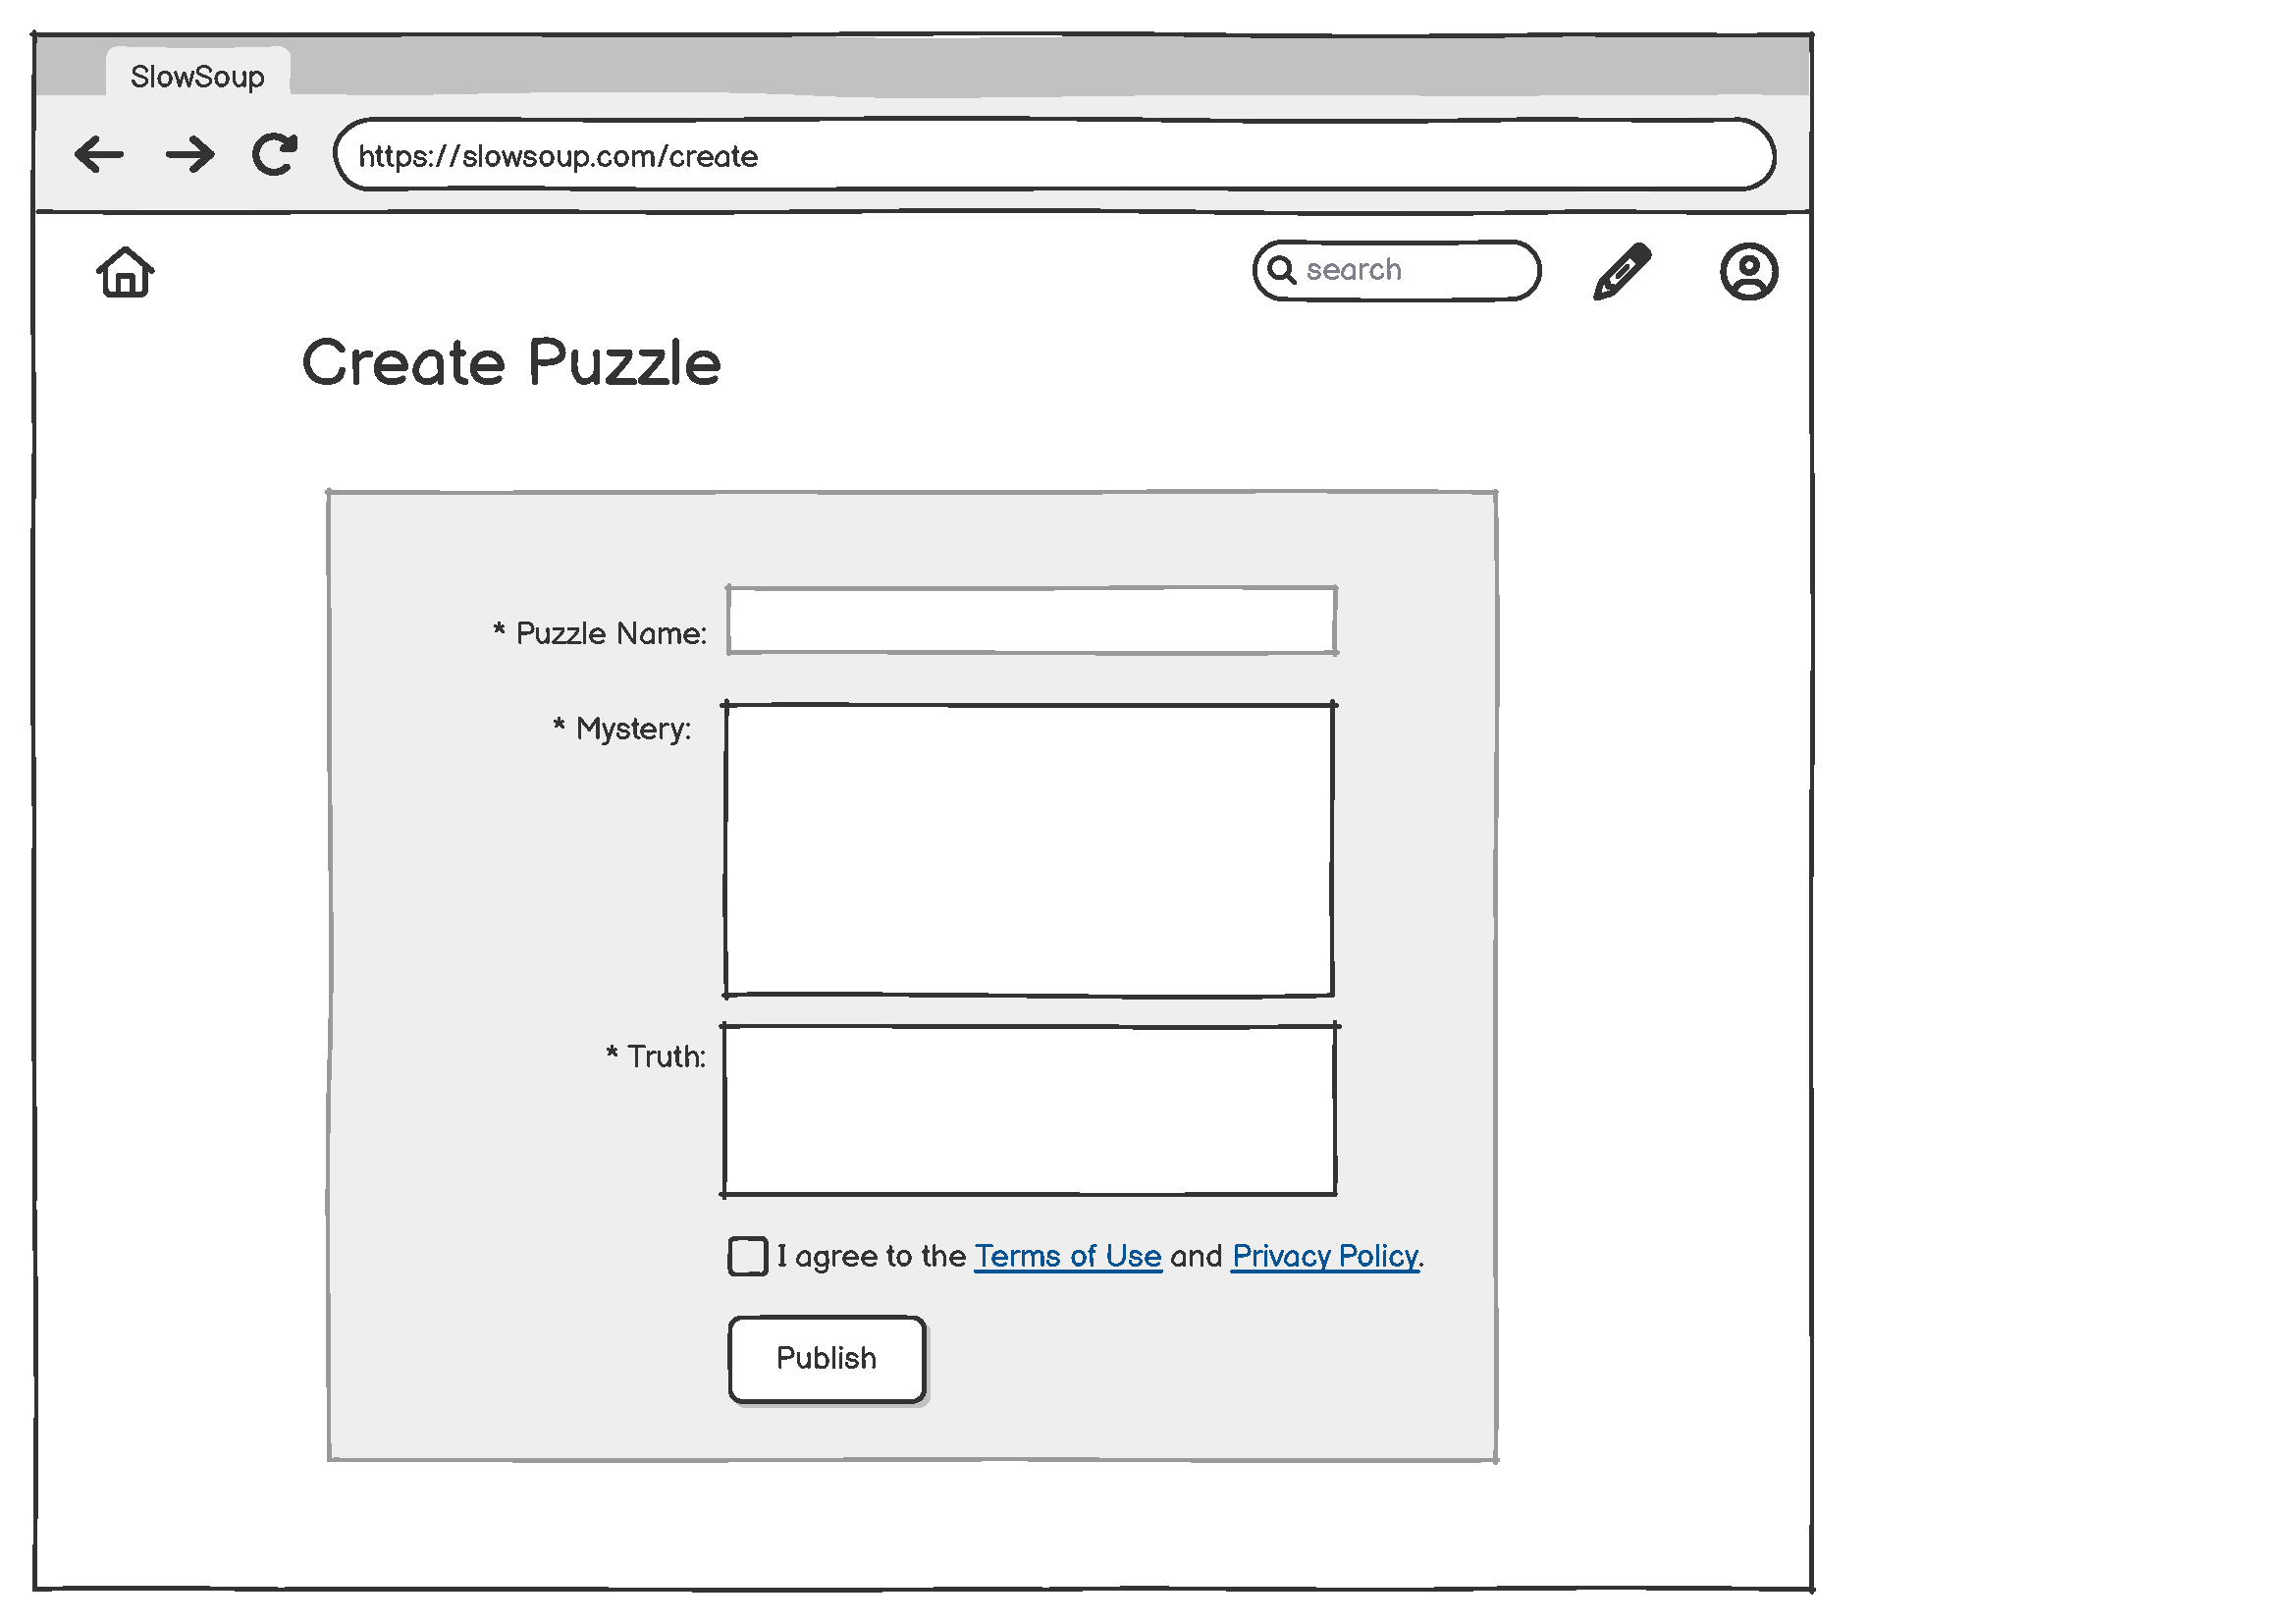 SlowSoup
https://slowsoup.com/create
search
Create Puzzle
* Puzzle Name:
* Mystery:
* Truth:
I agree to the Terms of Use and Privacy Policy.
Publish